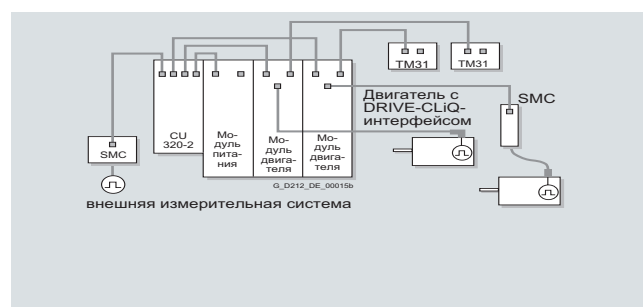 TM31
TM31
Двигатель с
DRIVE-CLiQ-
интерфейсом
SMC
CU
320-2
Мо-
дуль
пита-
ния
Мо-
дуль
двига-
теля
Мо-
дуль
двига-
теля
SMC
G_D212_DE_00015b
внешняя измерительная система